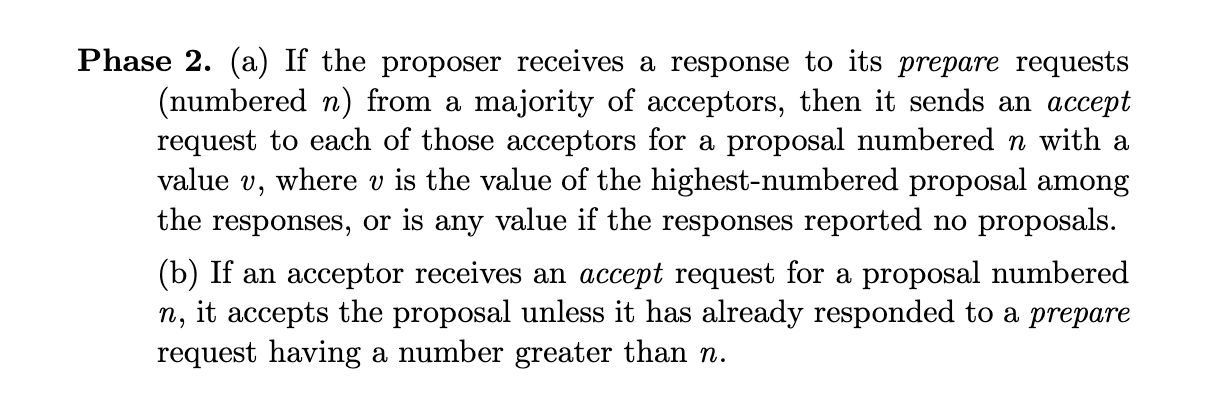 Phase 2. (a) If the proposer receives a response to its prepare requests
(numbered n) from a majority of acceptors, then it sends an accept
request to each of those acceptors for a proposal numbered n with a
value v, where v is the value of the highest-numbered proposal among
the responses, or is any value if the responses reported no proposals.
(b) If an acceptor receives an accept request for a proposal numbered
n, it accepts the proposal unless it has already responded to a prepare
request having a number greater than n.